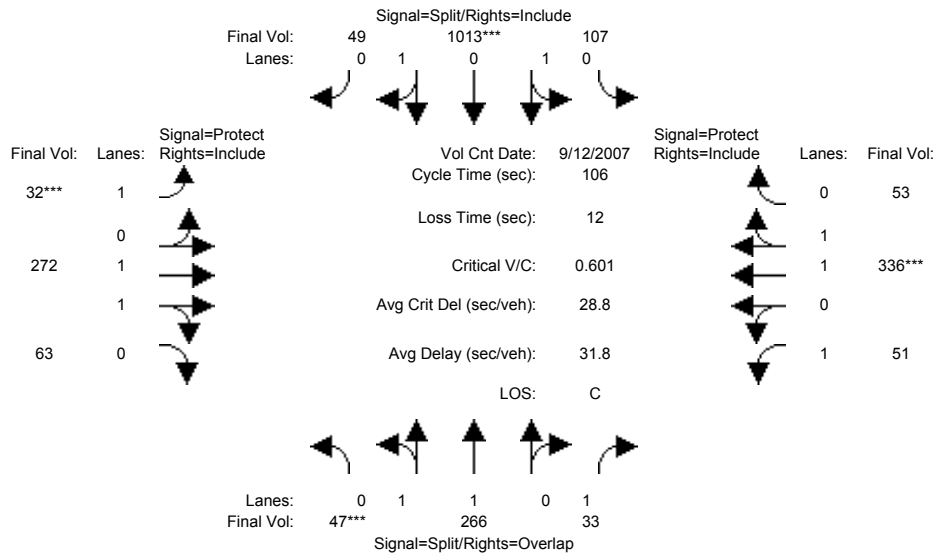 Signal=Split/Rights=Include
Final Vol: 49 1013*** 107
Lanes: 0 1 0 1 0
Signal=Protect
Final Vol: Lanes: Rights=Include
Vol Cnt Date: 9/12/2007
Signal=Protect
Rights=Include Lanes: Final Vol:
Cycle Time (sec): 106
32*** 1
0 53
Loss Time (sec): 12
0
1
272 1
Critical V/C: 0.601
1 336***
1
Avg Crit Del (sec/veh): 28.8
0
63 0
Avg Delay (sec/veh): 31.8
1 51
LOS: C
Lanes: 0 1 1 0 1
Final Vol: 47*** 266 33
Signal=Split/Rights=Overlap